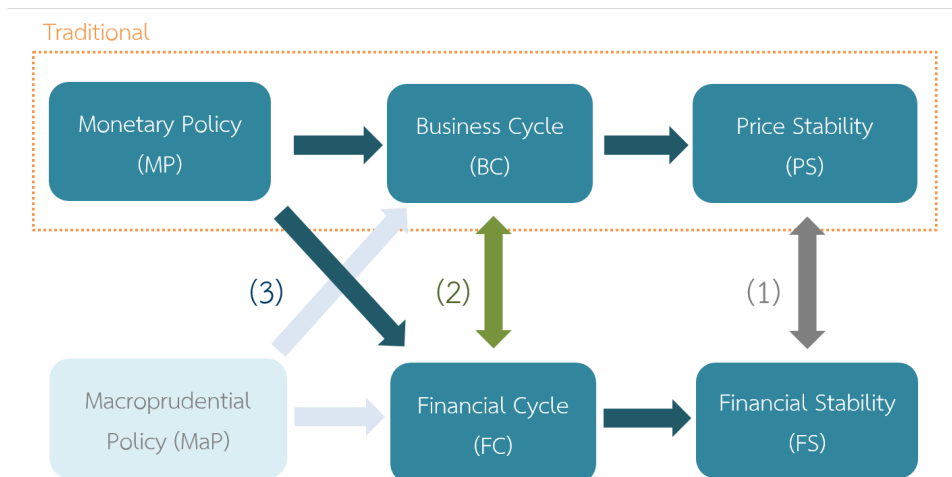 Traditional
Monetary Policy
(MP)
Business Cycle
(BC)
Price Stability
(PS)
(3)
(2)
(1)
Macroprudential
Policy (MaP)
Financial Cycle
(FC)
Financial Stability
(FS)